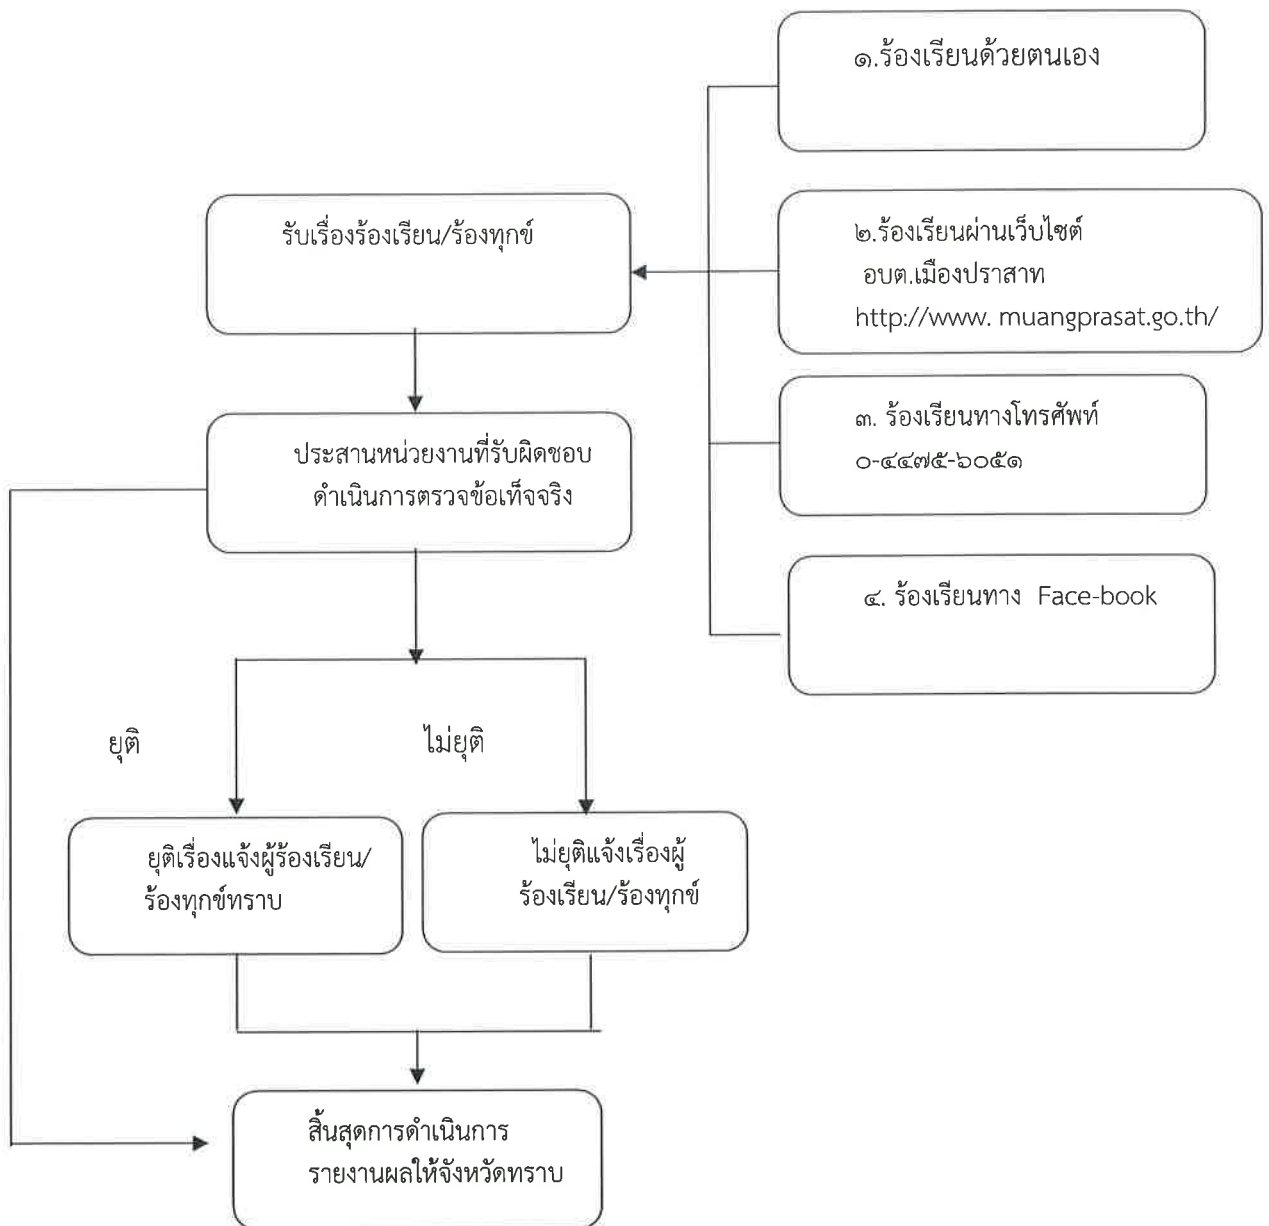 ๑.ร้องเรียนด้วยตนเอง
รับเรื่องร้องเรียน/ร้องทุกข์
๒.ร้องเรียนผ่านเว็บไซต์
อบต.เมืองปราสาท
http://www. muangprasat.go.th/
๓. ร้องเรียนทางโทรศัพท์
๐-๔๔๗๕-๖๐๕๑
ประสานหน่วยงานที่รับผิดชอบ
ดำเนินการตรวจข้อเท็จจริง
๔. ร้องเรียนทาง Face-book
ยุติ
ไม่ยุติ
ยุติเรื่องแจ้งผู้ร้องเรียน/
ร้องทุกข์ทราบ
ไม่ยุติแจ้งเรื่องผู้
ร้องเรียน/ร้องทุกข์
สิ้นสุดการดำเนินการ
รายงานผลให้จังหวัดทราบ